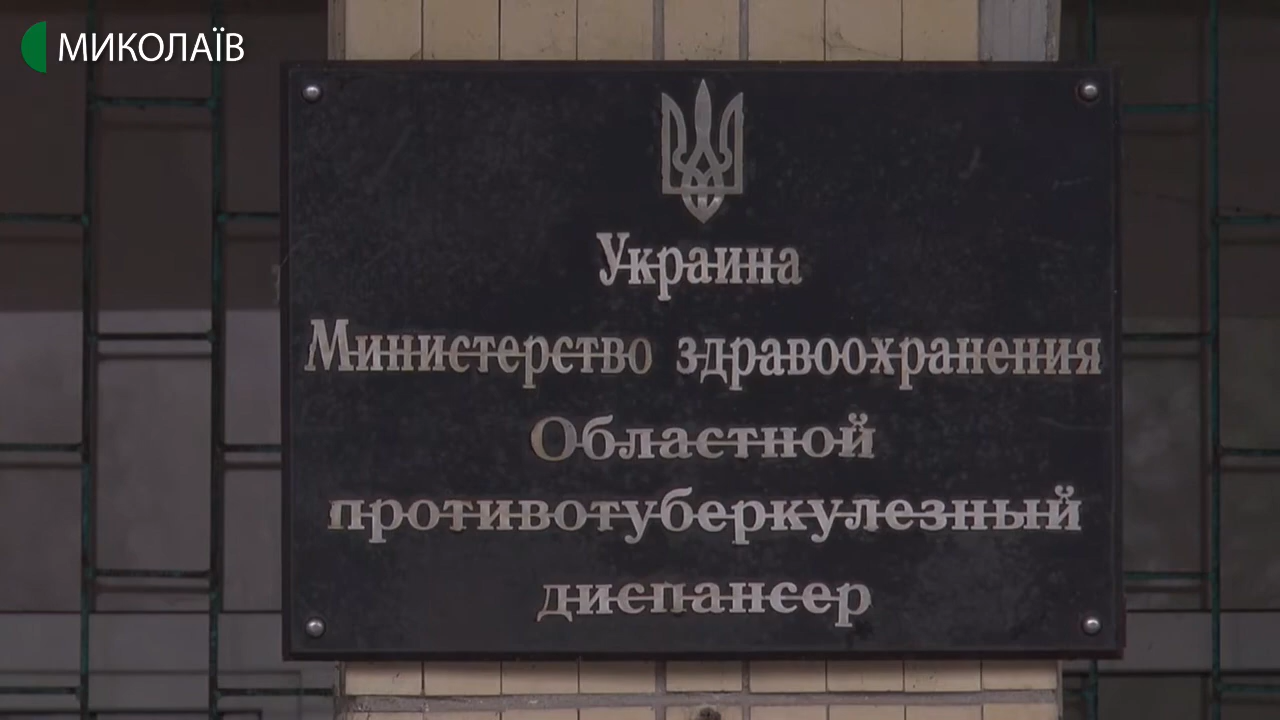 МИКОЛАЇВ
Украина
Министерство здравоохранения
Областной
противотуберкулезный
диспансер